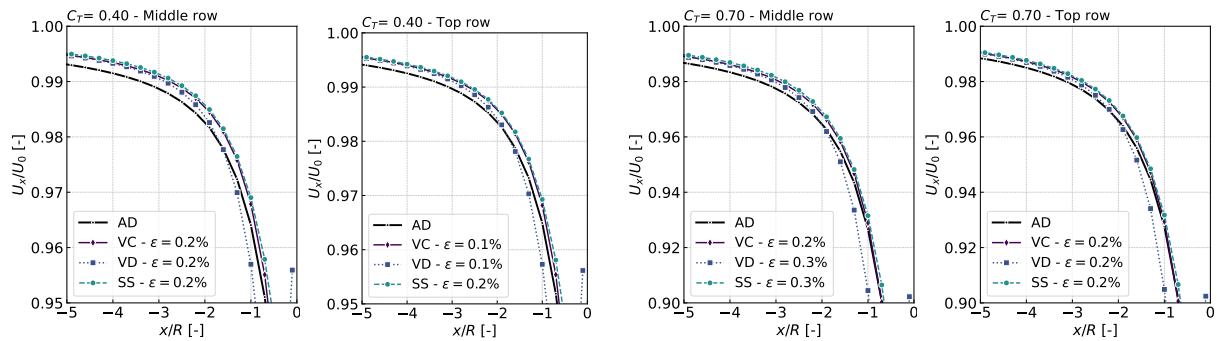 C_T = 0.40 - Middle row
1.00
0.99
0.98
0.97
0.96
0.95
U_x/U_0 [-]
AD
VC - ε = 0.2%
VD - ε = 0.2%
SS - ε = 0.2%
−5 −4 −3 −2 −1 0
x/R [-]
C_T = 0.40 - Top row
1.00
0.99
0.98
0.97
0.96
0.95
U_x/U_0 [-]
AD
VC - ε = 0.1%
VD - ε = 0.1%
SS - ε = 0.2%
−5 −4 −3 −2 −1 0
x/R [-]
C_T = 0.70 - Middle row
1.00
0.98
0.96
0.94
0.92
0.90
U_x/U_0 [-]
AD
VC - ε = 0.2%
VD - ε = 0.3%
SS - ε = 0.3%
−5 −4 −3 −2 −1 0
x/R [-]
C_T = 0.70 - Top row
1.00
0.98
0.96
0.94
0.92
0.90
U_x/U_0 [-]
AD
VC - ε = 0.2%
VD - ε = 0.2%
SS - ε = 0.2%
−5 −4 −3 −2 −1 0
x/R [-]